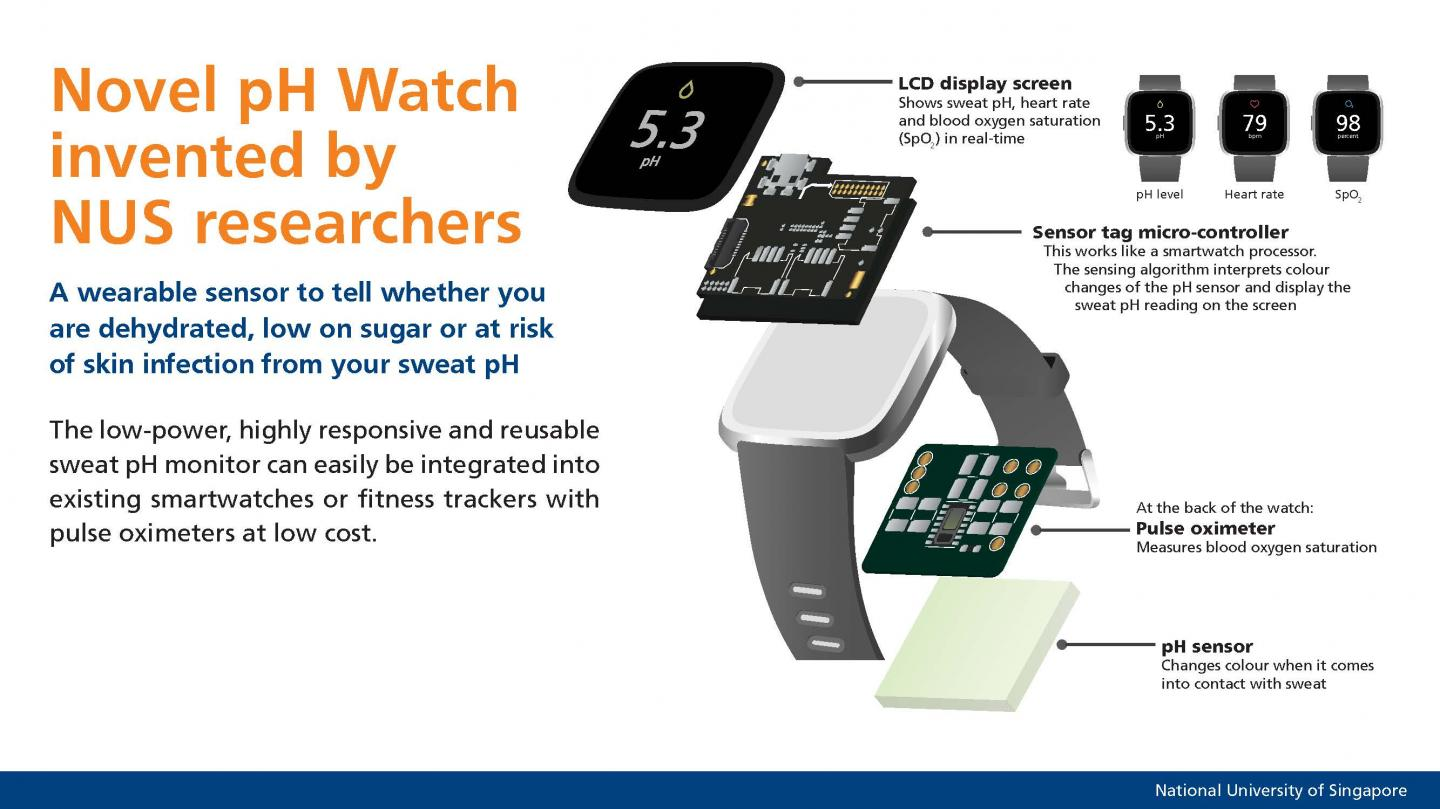 Novel pH Watch
invented by
NUS researchers
A wearable sensor to tell whether you
are dehydrated, low on sugar or at risk
of skin infection from your sweat pH
The low-power, highly responsive and reusable
sweat pH monitor can easily be integrated into
existing smartwatches or fitness trackers with
pulse oximeters at low cost.
5.3
pH
LCD display screen
Shows sweat pH, heart rate
and blood oxygen saturation
(SpO₂) in real-time
5.3
pH
79
bpm
98
percent
pH level
Heart rate
SpO₂
Sensor tag micro-controller
This works like a smartwatch processor.
The sensing algorithm interprets colour
changes of the pH sensor and display the
sweat pH reading on the screen
At the back of the watch:
Pulse oximeter
Measures blood oxygen saturation
pH sensor
Changes colour when it comes
into contact with sweat
National University of Singapore